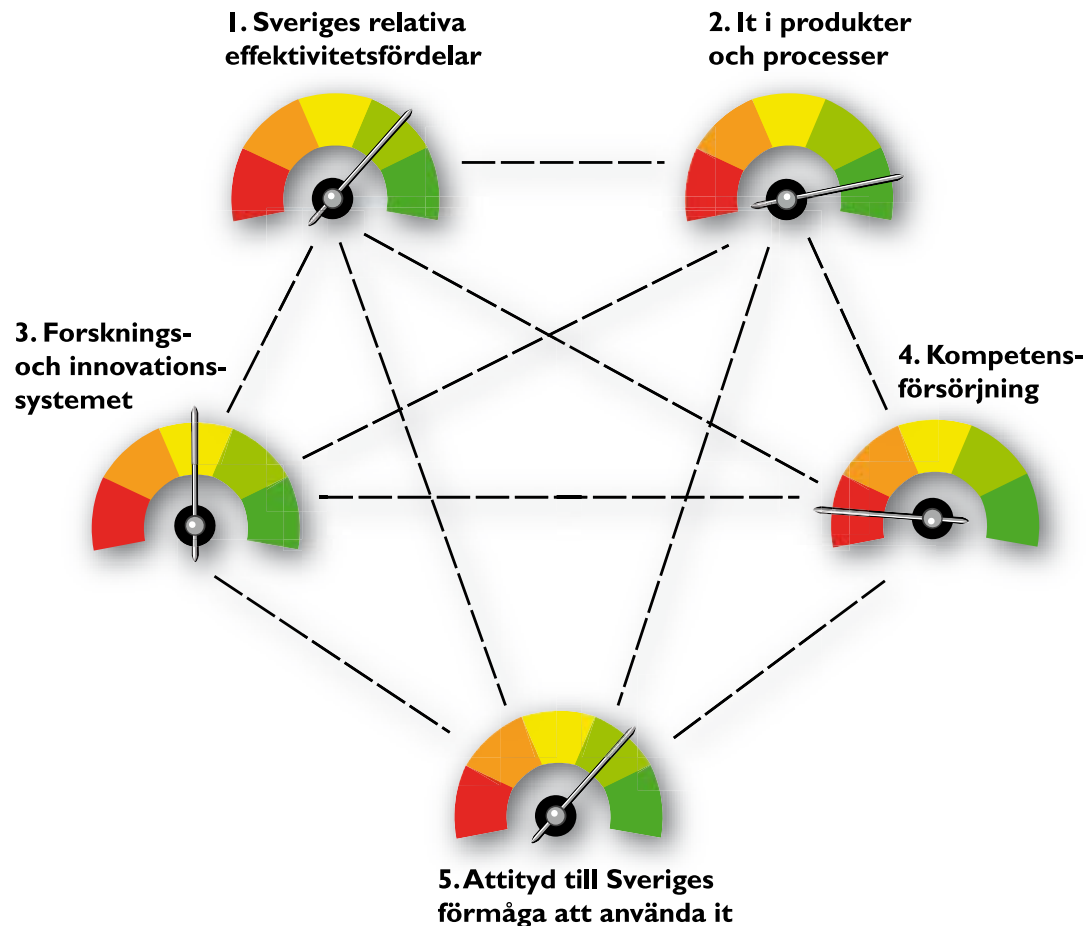 1. Sveriges relativa
effektivitetsfördelar
2. It i produkter
och processer
3. Forsknings-
och innovations-
systemet
4. Kompetens-
försörjning
5. Attityd till Sveriges
förmåga att använda it